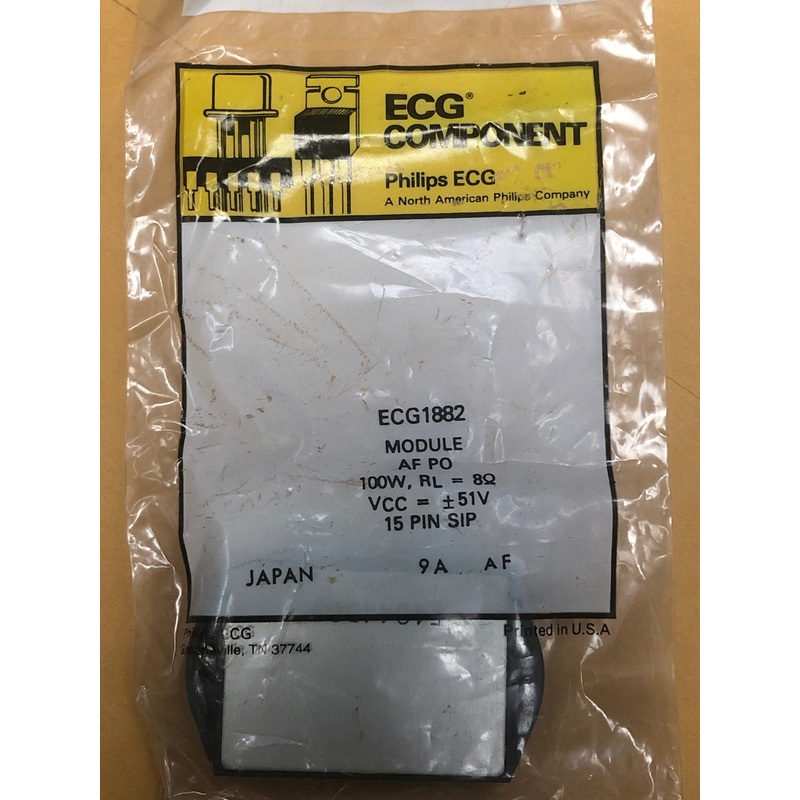 ECG®
COMPONENT
Philips ECG
A North American Philips Company
ECG1882
MODULE
AF PO
100W, RL = 8Ω
VCC = ±51V
15 PIN SIP
JAPAN 9A AF
ECG Printed in U.S.A
TN 37744